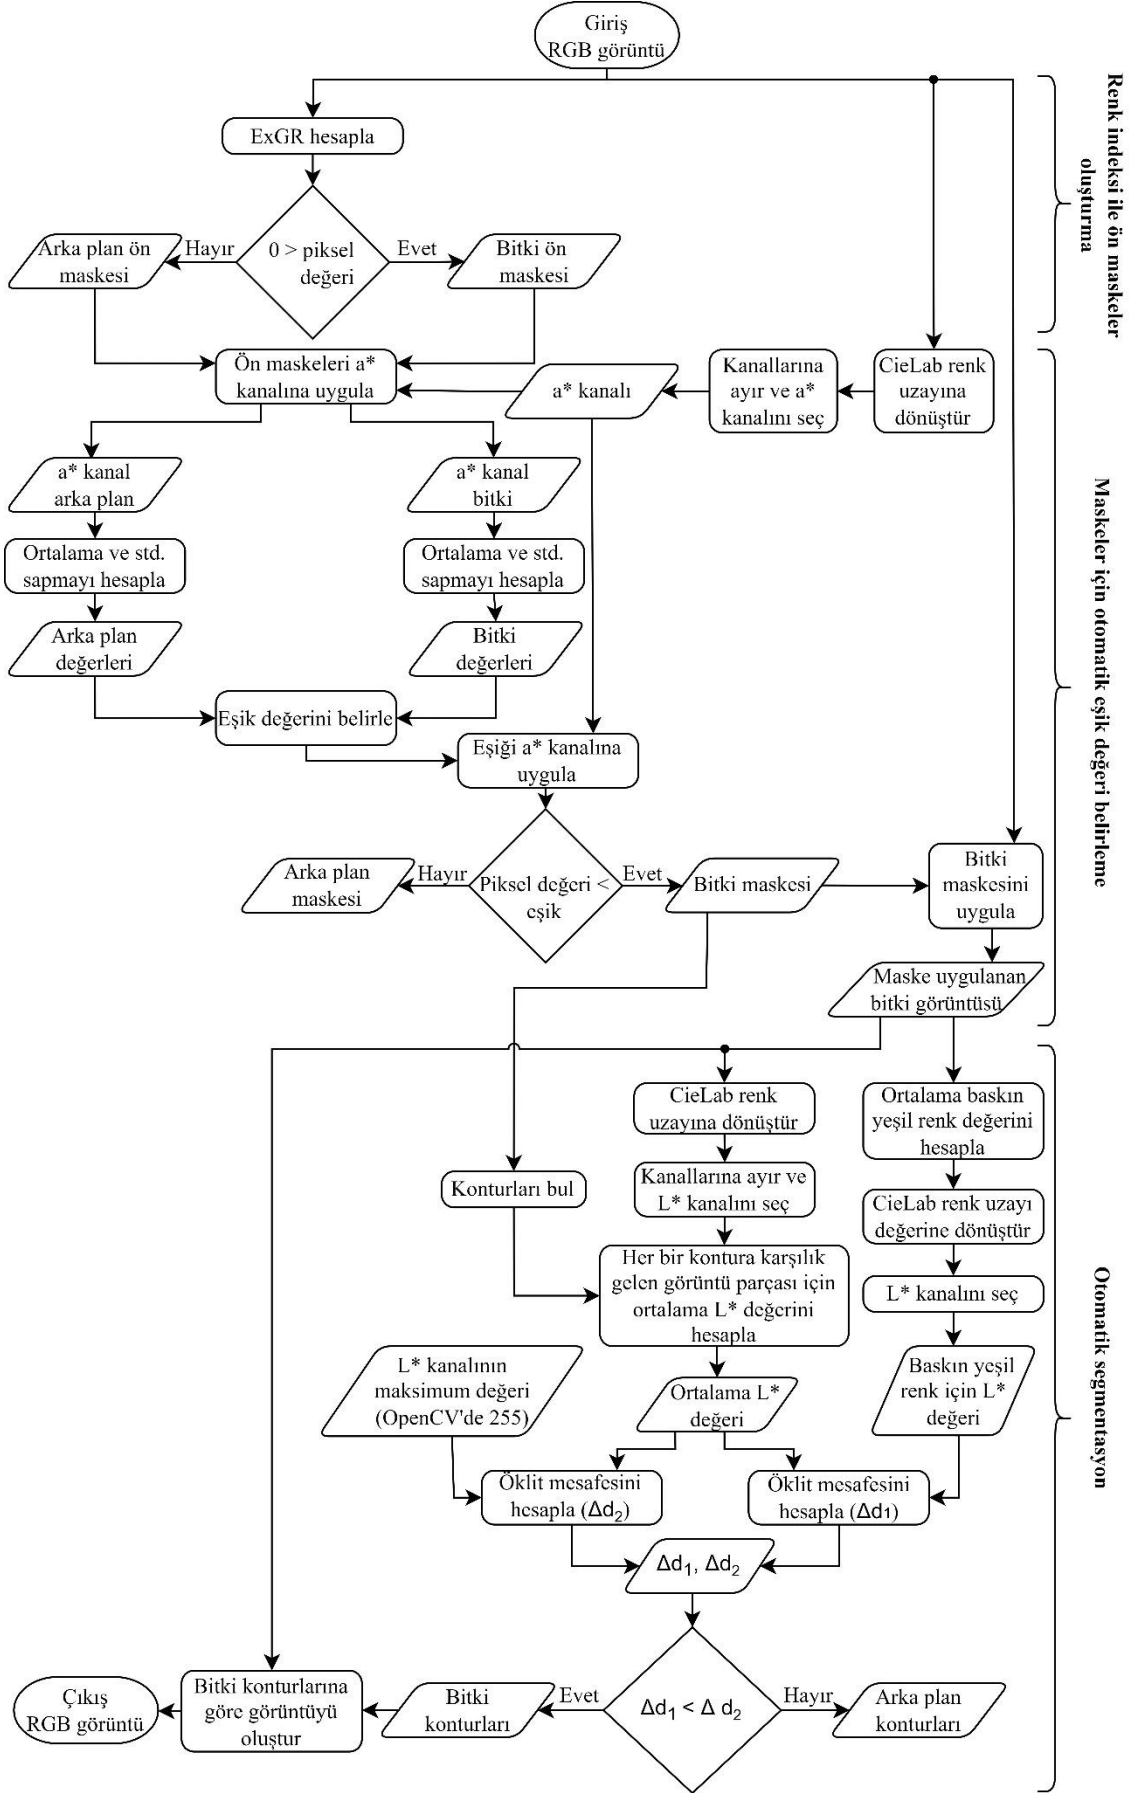 Giriş
RGB görüntü
Renk indeksi ile ön maskeler
oluşturma
ExGR hesapla
0 > piksel
değeri
Hayır
Evet
Arka plan ön
maskesi
Bitki ön
maskesi
Ön maskeleri a*
kanalına uygula
a* kanalı
Kanallarına
ayır ve a*
kanalını seç
CieLab renk
uzayına
dönüştür
Maskeler için otomatik eşik değeri belirleme
a* kanal
arka plan
a* kanal
bitki
Ortalama ve std.
sapmayı hesapla
Ortalama ve std.
sapmayı hesapla
Arka plan
değerleri
Bitki
değerleri
Eşik değerini belirle
Eşiği a* kanalına
uygula
Piksel değeri <
eşik
Hayır
Evet
Arka plan
maskesi
Bitki maskesi
Bitki
maskesini
uygula
Maske uygulanan
bitki görüntüsü
Otomatik segmentasyon
CieLab renk
uzayına dönüştür
Ortalama baskın
yeşil renk değerini
hesapla
Konturları bul
Kanallarına ayır ve
L* kanalını seç
CieLab renk uzayı
değerine dönüştür
Her bir kontura karşılık
gelen görüntü parçası için
ortalama L* değerini
hesapla
L* kanalını seç
L* kanalının
maksimum değeri
(OpenCV'de 255)
Ortalama L*
değeri
Baskın yeşil
renk için L*
değeri
Öklit mesafesini
hesapla (Δd₂)
Öklit mesafesini
hesapla (Δd₁)
Δd₁, Δd₂
Δd₁ < Δ d₂
Evet
Hayır
Çıkış
RGB görüntü
Bitki konturlarına
göre görüntüyü
oluştur
Bitki
konturları
Arka plan
konturları